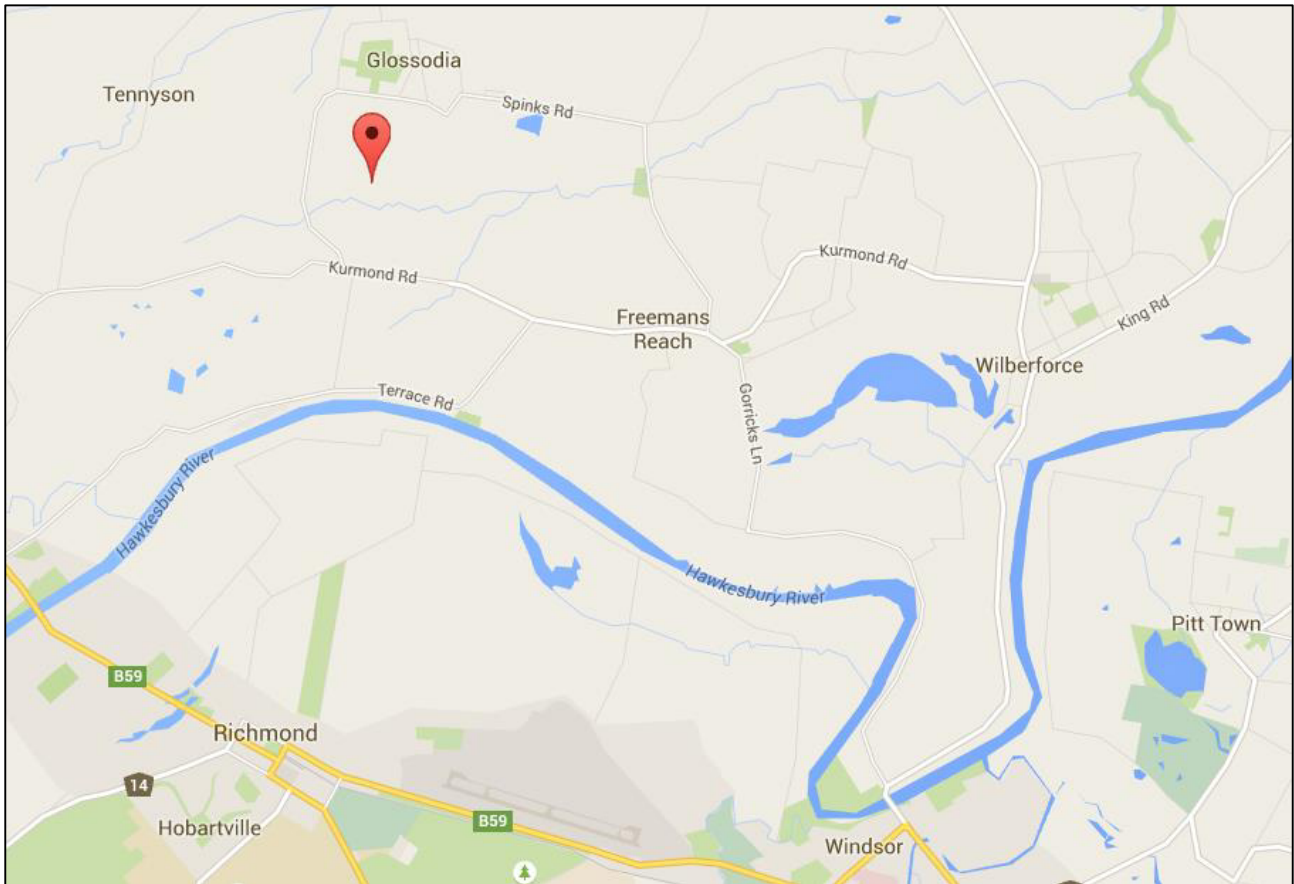 Glossodia
Tennyson
Spinks Rd
Kurmond Rd
Kurmond Rd
King Rd
Freemans
Reach
Wilberforce
Terrace Rd
Gorricks Ln
Hawkesbury River
Hawkesbury River
Pitt Town
B59
Richmond
14
B59
Hobartville
Windsor